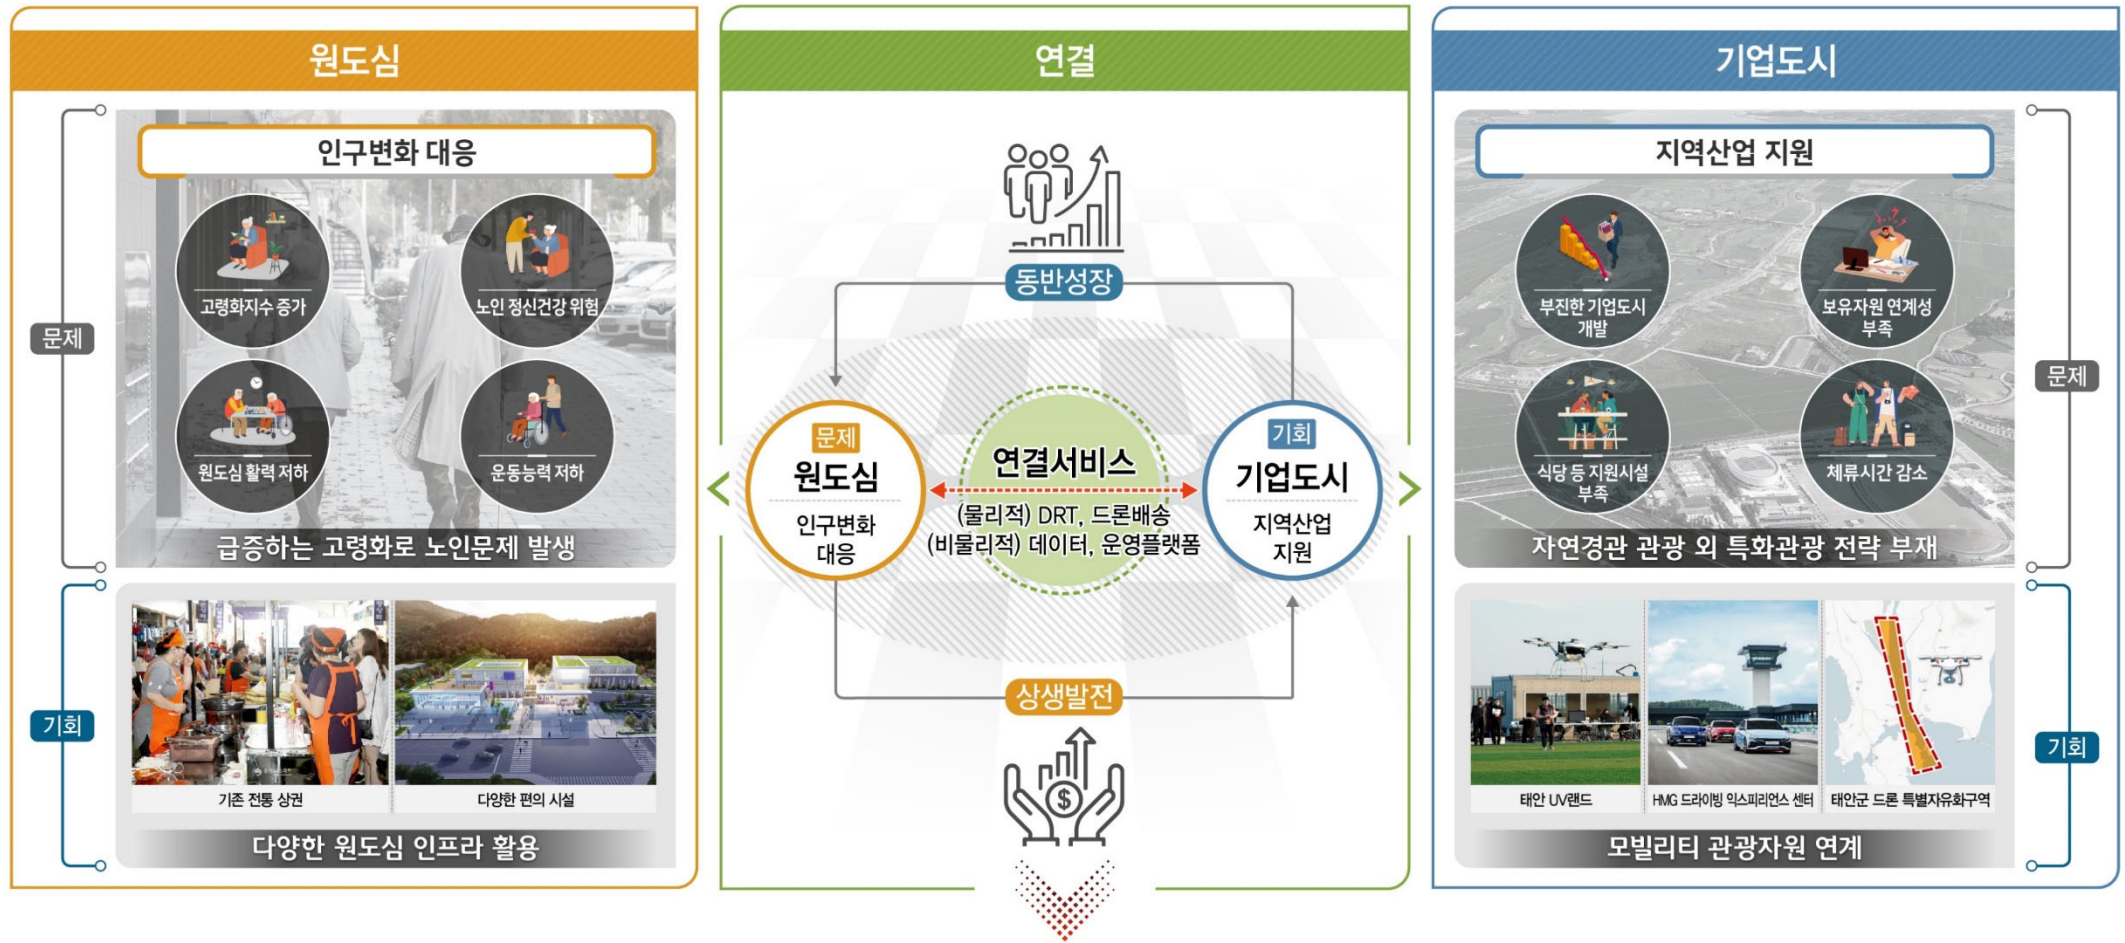 원도심
인구변화 대응
고령화지수 증가
노인 정신건강 위험
문제
원도심 활력 저하
운동능력 저하
급증하는 고령화로 노인문제 발생
기회
기존 전통 상권
다양한 편의 시설
다양한 원도심 인프라 활용
연결
동반성장
문제
원도심
인구변화
대응
연결서비스
(물리적) DRT, 드론배송
(비물리적) 데이터, 운영플랫폼
기회
기업도시
지역산업
지원
상생발전
$
기업도시
지역산업 지원
부진한 기업도시
개발
보유자원 연계성
부족
문제
식당 등 지원시설
부족
체류시간 감소
자연경관 관광 외 특화관광 전략 부재
기회
태안 UV랜드
HMG 드라이빙 익스피리언스 센터
태안군 드론 특별자유화구역
모빌리티 관광자원 연계